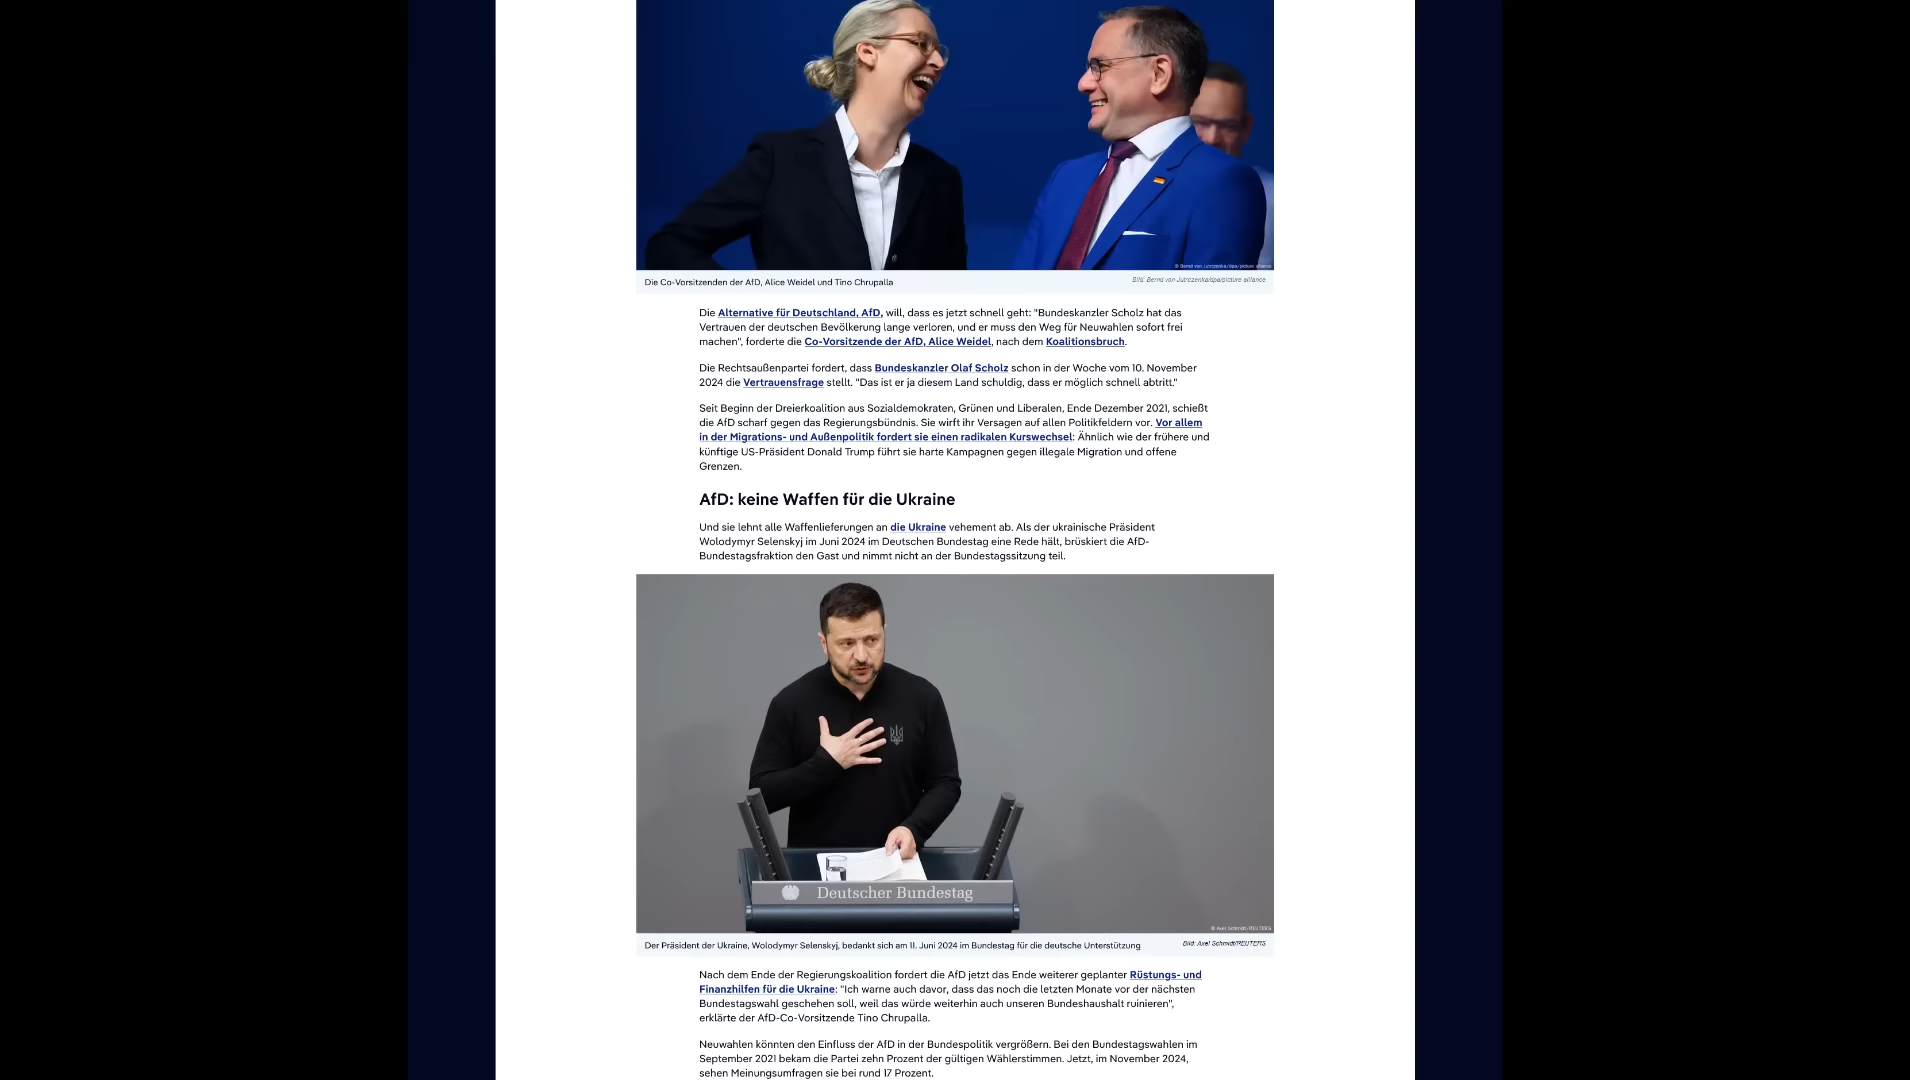 © Bernd von Jutrczenka/dpa/picture alliance
Die Co-Vorsitzenden der AfD, Alice Weidel und Tino Chrupalla
Bild: Bernd von Jutrczenka/dpa/picture alliance
Die Alternative für Deutschland, AfD, will, dass es jetzt schnell geht: "Bundeskanzler Scholz hat das
Vertrauen der deutschen Bevölkerung lange verloren, und er muss den Weg für Neuwahlen sofort frei
machen", forderte die Co-Vorsitzende der AfD, Alice Weidel, nach dem Koalitionsbruch.
Die Rechtsaußenpartei fordert, dass Bundeskanzler Olaf Scholz schon in der Woche vom 10. November
2024 die Vertrauensfrage stellt. "Das ist er ja diesem Land schuldig, dass er möglich schnell abtritt."
Seit Beginn der Dreierkoalition aus Sozialdemokraten, Grünen und Liberalen, Ende Dezember 2021, schießt
die AfD scharf gegen das Regierungsbündnis. Sie wirft ihr Versagen auf allen Politikfeldern vor. Vor allem
in der Migrations- und Außenpolitik fordert sie einen radikalen Kurswechsel: Ähnlich wie der frühere und
künftige US-Präsident Donald Trump führt sie harte Kampagnen gegen illegale Migration und offene
Grenzen.
AfD: keine Waffen für die Ukraine
Und sie lehnt alle Waffenlieferungen an die Ukraine vehement ab. Als der ukrainische Präsident
Wolodymyr Selenskyj im Juni 2024 im Deutschen Bundestag eine Rede hält, brüskiert die AfD-
Bundestagsfraktion den Gast und nimmt nicht an der Bundestagssitzung teil.
Deutscher Bundestag
© Axel Schmidt/REUTERS
Der Präsident der Ukraine, Wolodymyr Selenskyj, bedankt sich am 11. Juni 2024 im Bundestag für die deutsche Unterstützung
Bild: Axel Schmidt/REUTERS
Nach dem Ende der Regierungskoalition fordert die AfD jetzt das Ende weiterer geplanter Rüstungs- und
Finanzhilfen für die Ukraine: "Ich warne auch davor, dass das noch die letzten Monate vor der nächsten
Bundestagswahl geschehen soll, weil das würde weiterhin auch unseren Bundeshaushalt ruinieren",
erklärte der AfD-Co-Vorsitzende Tino Chrupalla.
Neuwahlen könnten den Einfluss der AfD in der Bundespolitik vergrößern. Bei den Bundestagswahlen im
September 2021 bekam die Partei zehn Prozent der gültigen Wählerstimmen. Jetzt, im November 2024,
sehen Meinungsumfragen sie bei rund 17 Prozent.